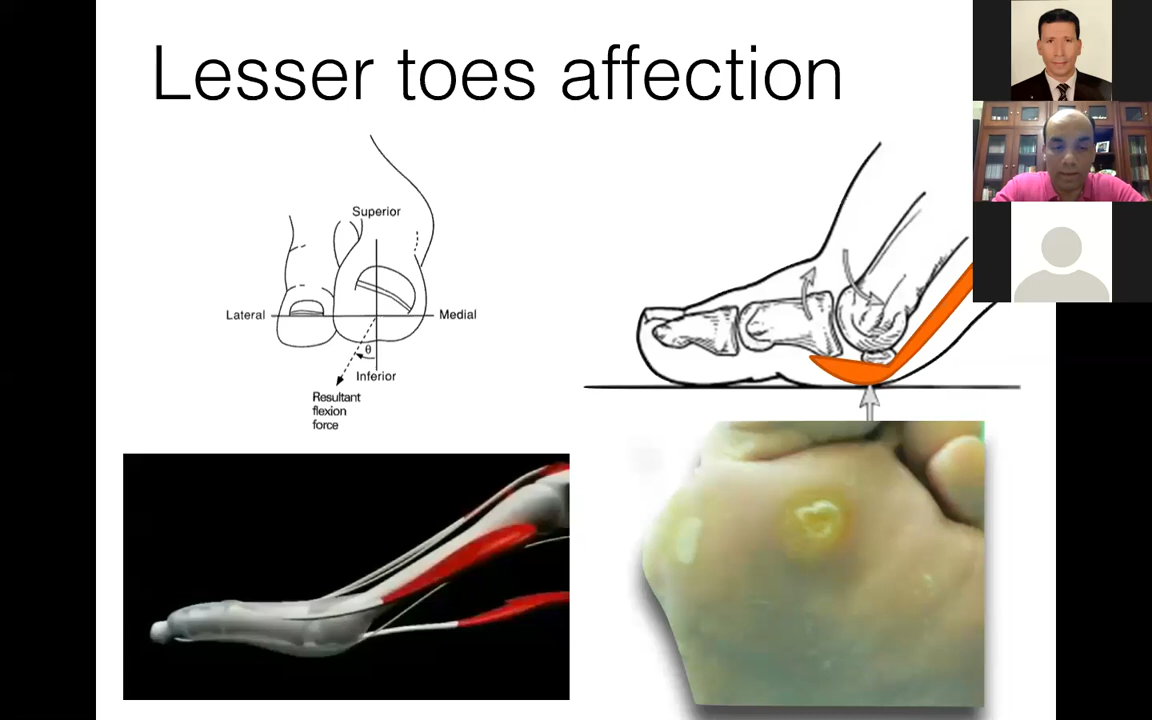 Lesser toes affection
Superior
Lateral
Medial
θ
Inferior
Resultant
flexion
force